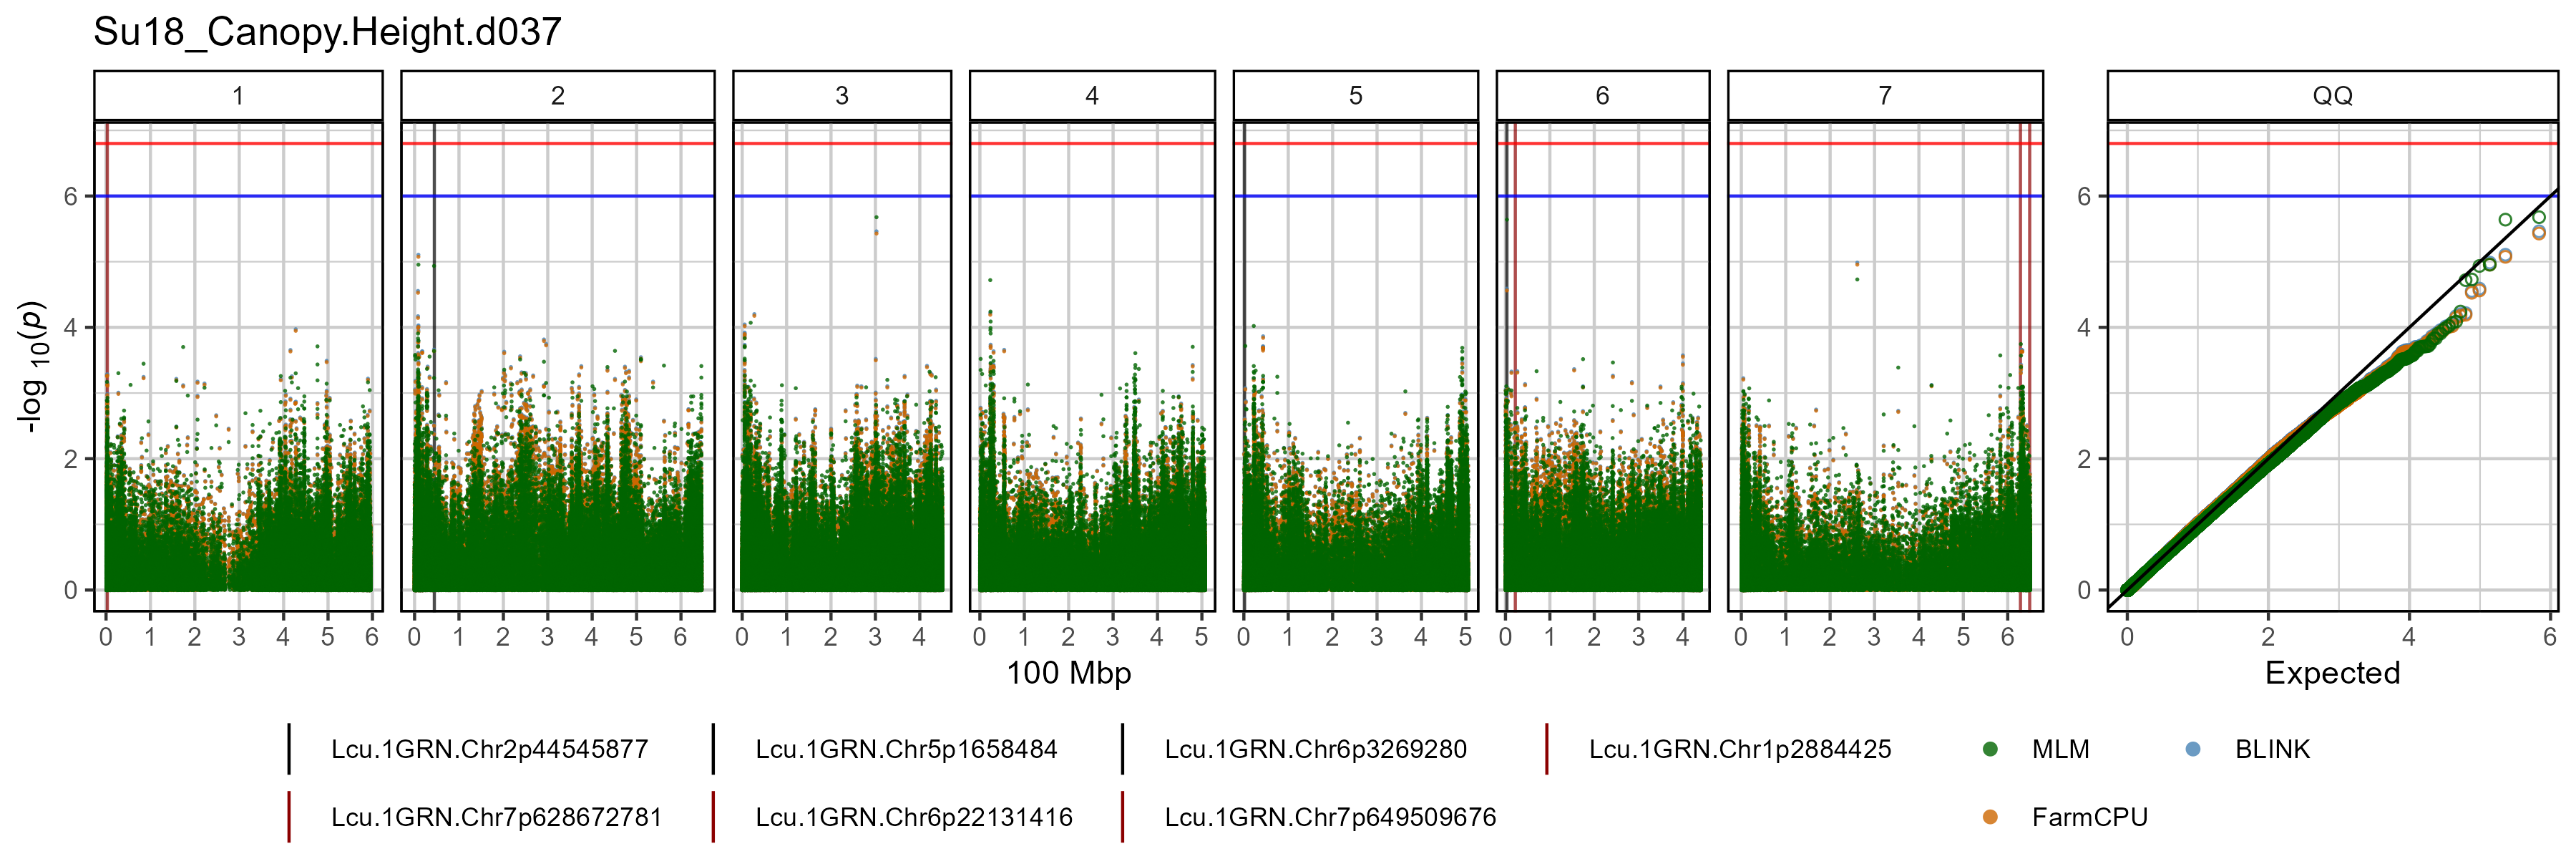 Su18_Canopy.Height.d037
1 2 3 4 5 6 7 QQ
-log 10(p)
6
4
2
0
6
4
2
0
0 1 2 3 4 5 6 0 1 2 3 4 5 6 0 1 2 3 4 0 1 2 3 4 5 0 1 2 3 4 5 0 1 2 3 4 0 1 2 3 4 5 6 0 2 4 6
100 Mbp Expected
Lcu.1GRN.Chr2p44545877 Lcu.1GRN.Chr5p1658484 Lcu.1GRN.Chr6p3269280 Lcu.1GRN.Chr1p2884425 MLM BLINK
Lcu.1GRN.Chr7p628672781 Lcu.1GRN.Chr6p22131416 Lcu.1GRN.Chr7p649509676 FarmCPU